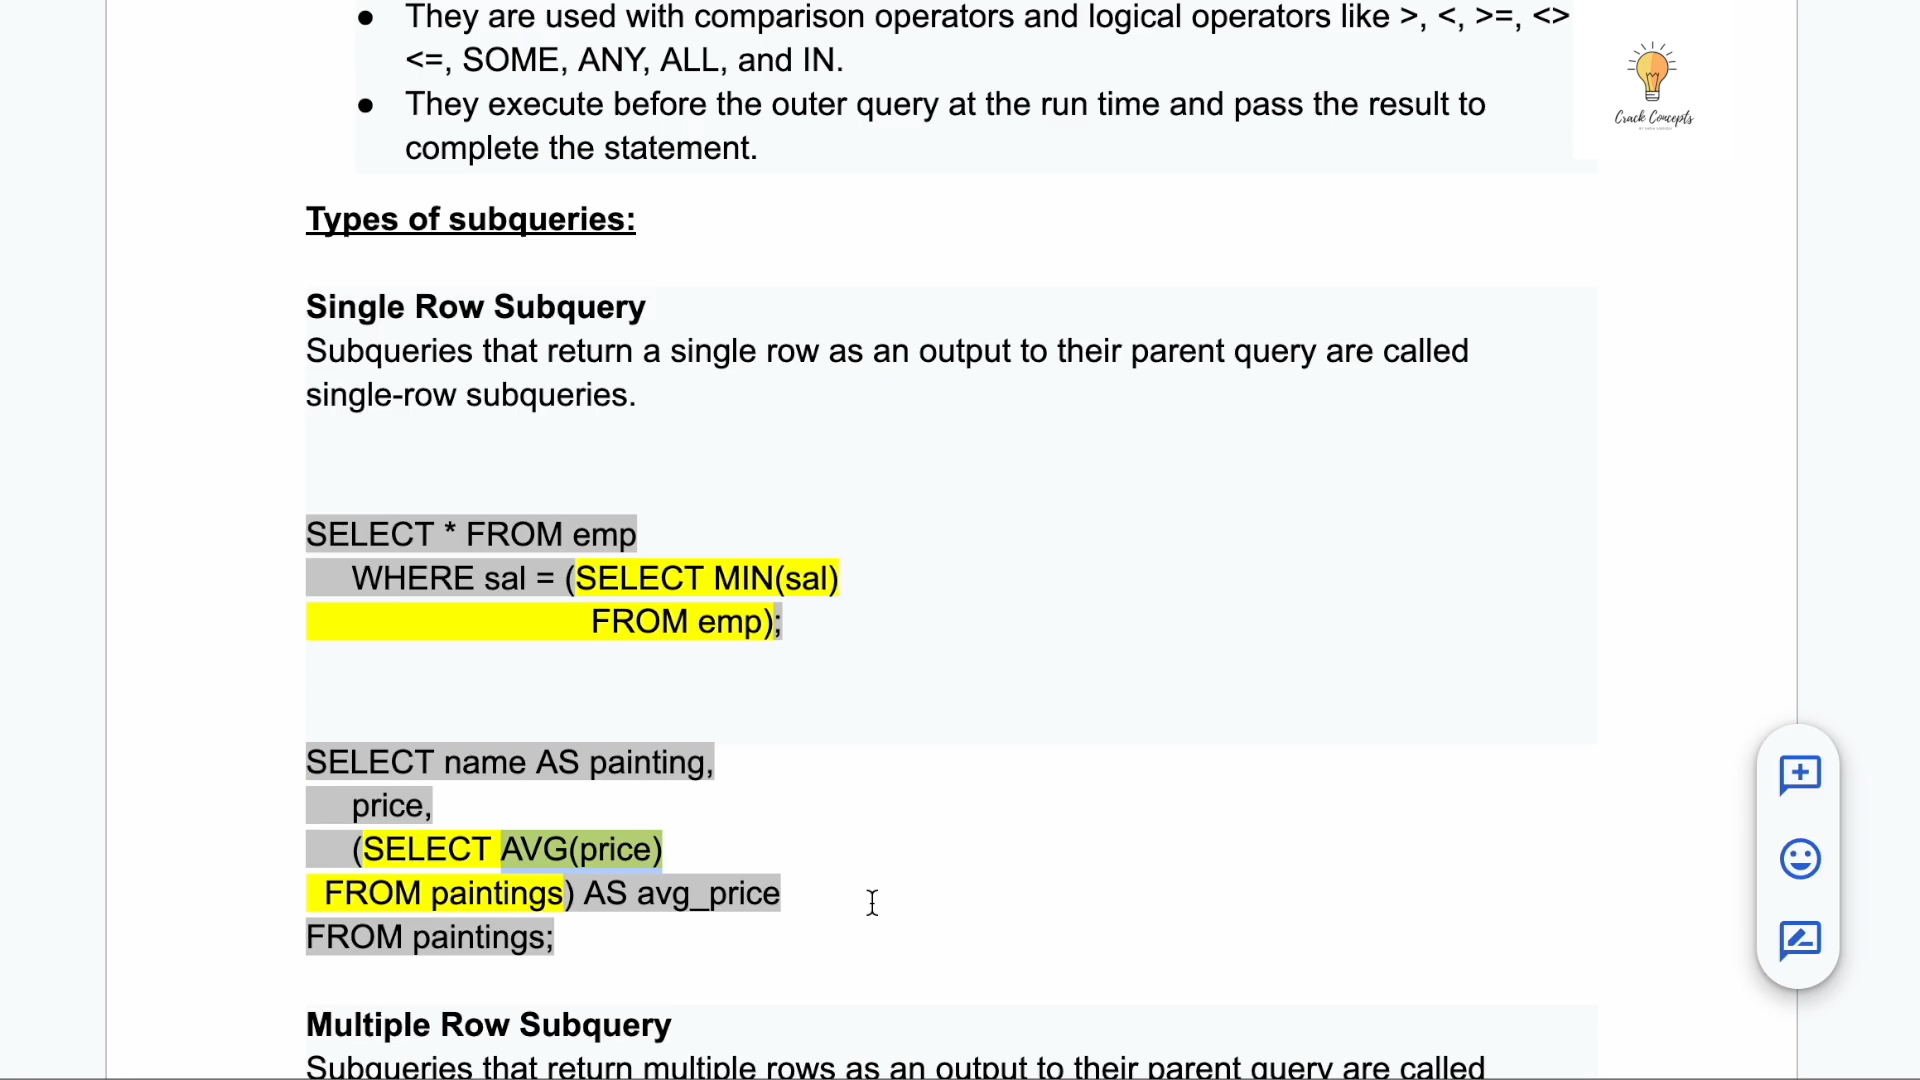 ● They are used with comparison operators and logical operators like >, <, >=, <>
<=, SOME, ANY, ALL, and IN.
● They execute before the outer query at the run time and pass the result to
complete the statement.
Crack Concepts
Types of subqueries:
Single Row Subquery
Subqueries that return a single row as an output to their parent query are called
single-row subqueries.
SELECT * FROM emp
WHERE sal = (SELECT MIN(sal)
FROM emp);
SELECT name AS painting,
price,
(SELECT AVG(price)
FROM paintings) AS avg_price
FROM paintings;
Multiple Row Subquery
Subqueries that return multiple rows as an output to their parent query are called